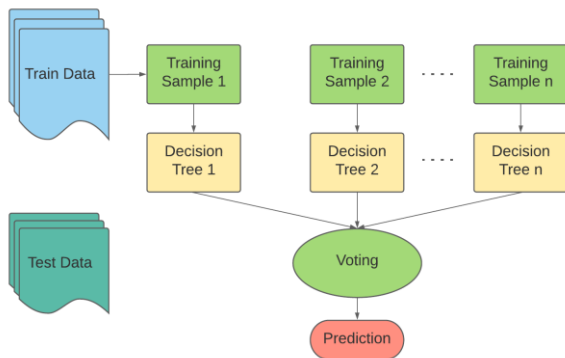 Train Data
Training
Sample 1
Training
Sample 2
Training
Sample n
Decision
Tree 1
Decision
Tree 2
Decision
Tree n
Test Data
Voting
Prediction